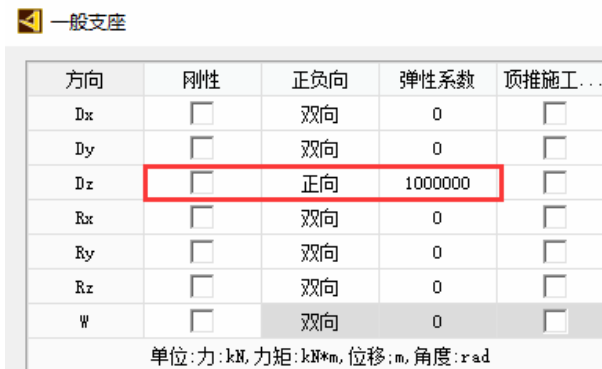 一般支座
方向 刚性 正负向 弹性系数 顶推施工...
Dx 双向 0
Dy 双向 0
Dz 正向 1000000
Rx 双向 0
Ry 双向 0
Rz 双向 0
W 双向 0
单位:力:kN,力矩:kN*m,位移:m,角度:rad